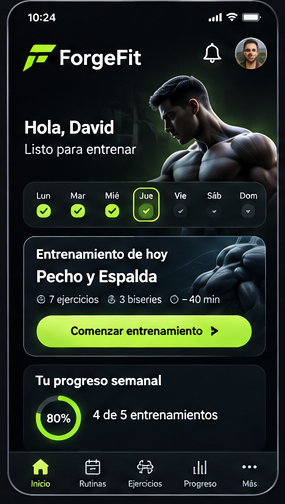 10:24
ForgeFit
Hola, David
Listo para entrenar
Lun Mar Mié Jue Vie Sáb Dom
Entrenamiento de hoy
Pecho y Espalda
7 ejercicios 3 biseries ~40 min
Comenzar entrenamiento
Tu progreso semanal
80% 4 de 5 entrenamientos
Inicio Rutinas Ejercicios Progreso Más